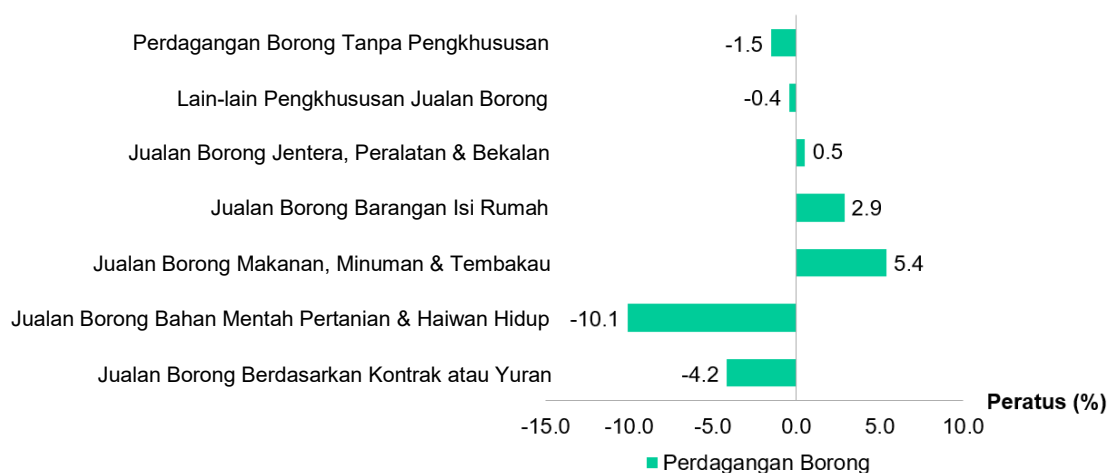 Perdagangan Borong Tanpa Pengkhususan
-1.5
Lain-lain Pengkhususan Jualan Borong
-0.4
Jualan Borong Jentera, Peralatan & Bekalan
0.5
Jualan Borong Barangan Isi Rumah
2.9
Jualan Borong Makanan, Minuman & Tembakau
5.4
Jualan Borong Bahan Mentah Pertanian & Haiwan Hidup
-10.1
Jualan Borong Berdasarkan Kontrak atau Yuran
-4.2
Peratus (%)
-15.0 -10.0 -5.0 0.0 5.0 10.0
Perdagangan Borong